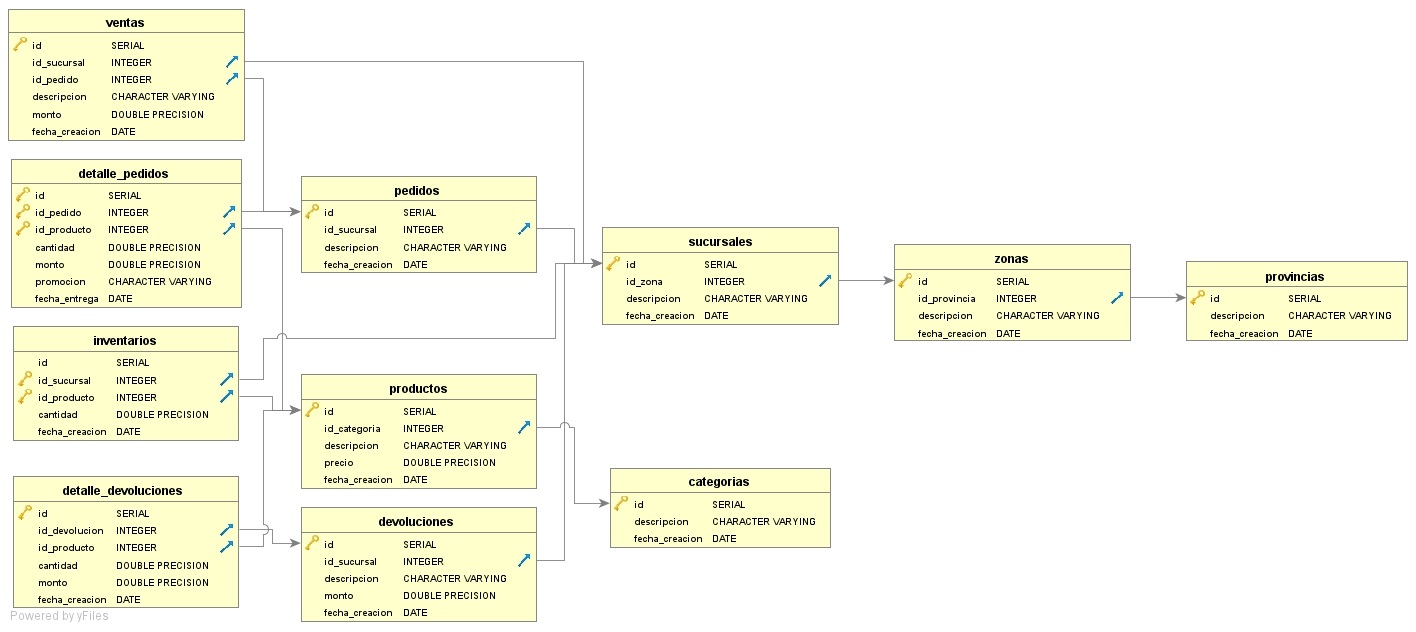 ventas
id SERIAL
id_sucursal INTEGER
id_pedido INTEGER
descripcion CHARACTER VARYING
monto DOUBLE PRECISION
fecha_creacion DATE
detalle_pedidos
id SERIAL
id_pedido INTEGER
id_producto INTEGER
cantidad DOUBLE PRECISION
monto DOUBLE PRECISION
promocion CHARACTER VARYING
fecha_entrega DATE
inventarios
id SERIAL
id_sucursal INTEGER
id_producto INTEGER
cantidad DOUBLE PRECISION
fecha_creacion DATE
detalle_devoluciones
id SERIAL
id_devolucion INTEGER
id_producto INTEGER
cantidad DOUBLE PRECISION
monto DOUBLE PRECISION
fecha_creacion DATE
pedidos
id SERIAL
id_sucursal INTEGER
descripcion CHARACTER VARYING
fecha_creacion DATE
productos
id SERIAL
id_categoria INTEGER
descripcion CHARACTER VARYING
precio DOUBLE PRECISION
fecha_creacion DATE
devoluciones
id SERIAL
id_sucursal INTEGER
descripcion CHARACTER VARYING
monto DOUBLE PRECISION
fecha_creacion DATE
sucursales
id SERIAL
id_zona INTEGER
descripcion CHARACTER VARYING
fecha_creacion DATE
categorias
id SERIAL
descripcion CHARACTER VARYING
fecha_creacion DATE
zonas
id SERIAL
id_provincia INTEGER
descripcion CHARACTER VARYING
fecha_creacion DATE
provincias
id SERIAL
descripcion CHARACTER VARYING
fecha_creacion DATE
Powered by yFiles